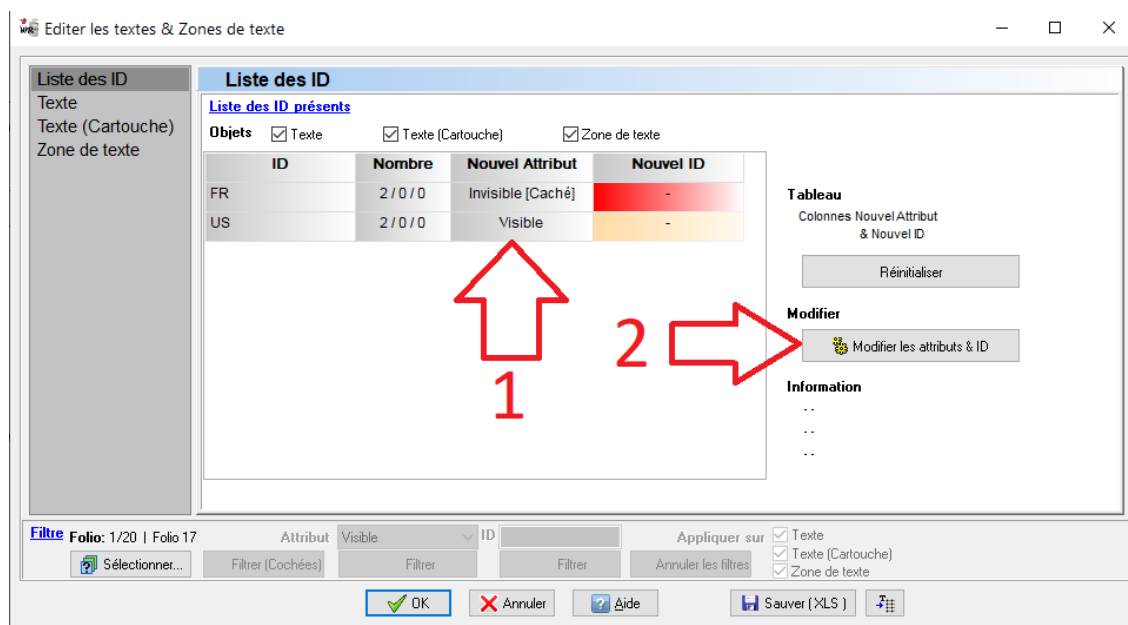 Editer les textes & Zones de texte
Liste des ID
Texte
Texte (Cartouche)
Zone de texte
Liste des ID
Liste des ID présents
Objets Texte Texte (Cartouche) Zone de texte
ID Nombre Nouvel Attribut Nouvel ID
FR 2 / 0 / 0 Invisible [Caché] -
US 2 / 0 / 0 Visible -
1
2
Tableau
Colonnes Nouvel Attribut
& Nouvel ID
Réinitialiser
Modifier
Modifier les attributs & ID
Information
- -
- -
- -
Filtre Folio: 1/20 | Folio 17 Attribut Visible ID Appliquer sur Texte
Texte (Cartouche)
Zone de texte
Sélectionner... Filtrer (Cochées) Filtrer Filtrer Annuler les filtres
OK Annuler Aide Sauver ( XLS )